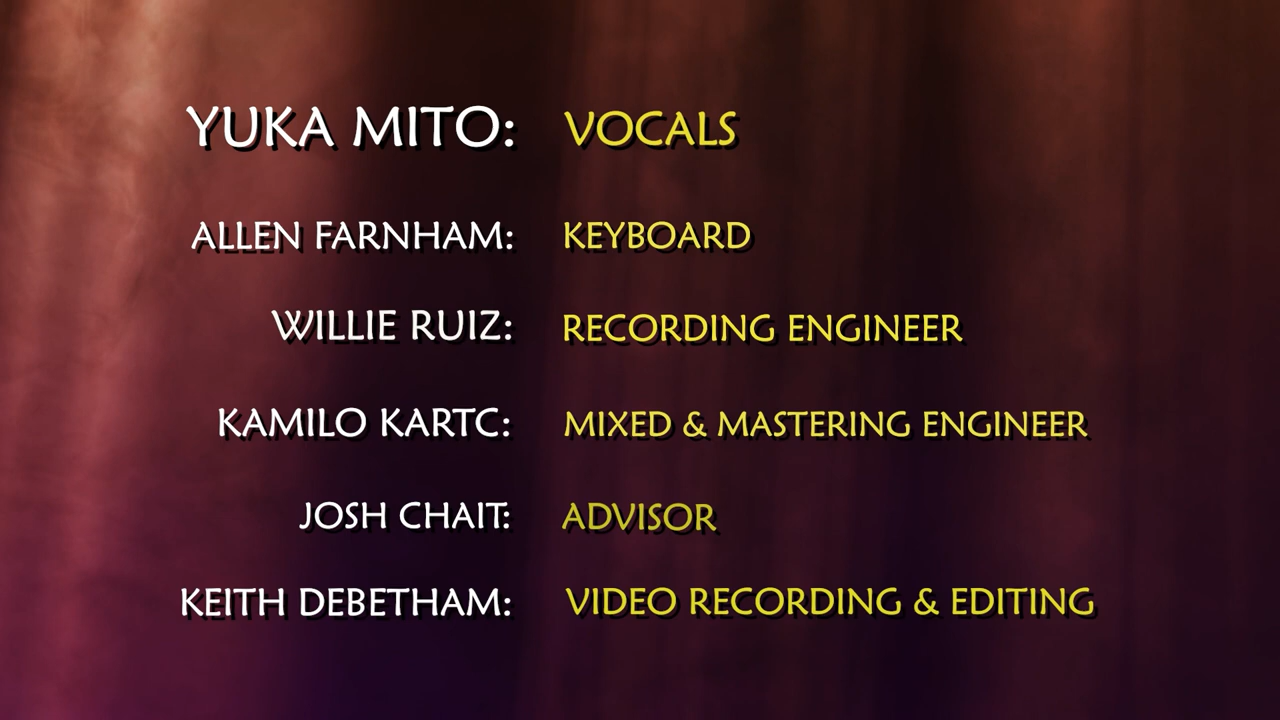 YUKA MITO: VOCALS
ALLEN FARNHAM: KEYBOARD
WILLIE RUIZ: RECORDING ENGINEER
KAMILO KARTC: MIXED & MASTERING ENGINEER
JOSH CHAIT: ADVISOR
KEITH DEBETHAM: VIDEO RECORDING & EDITING